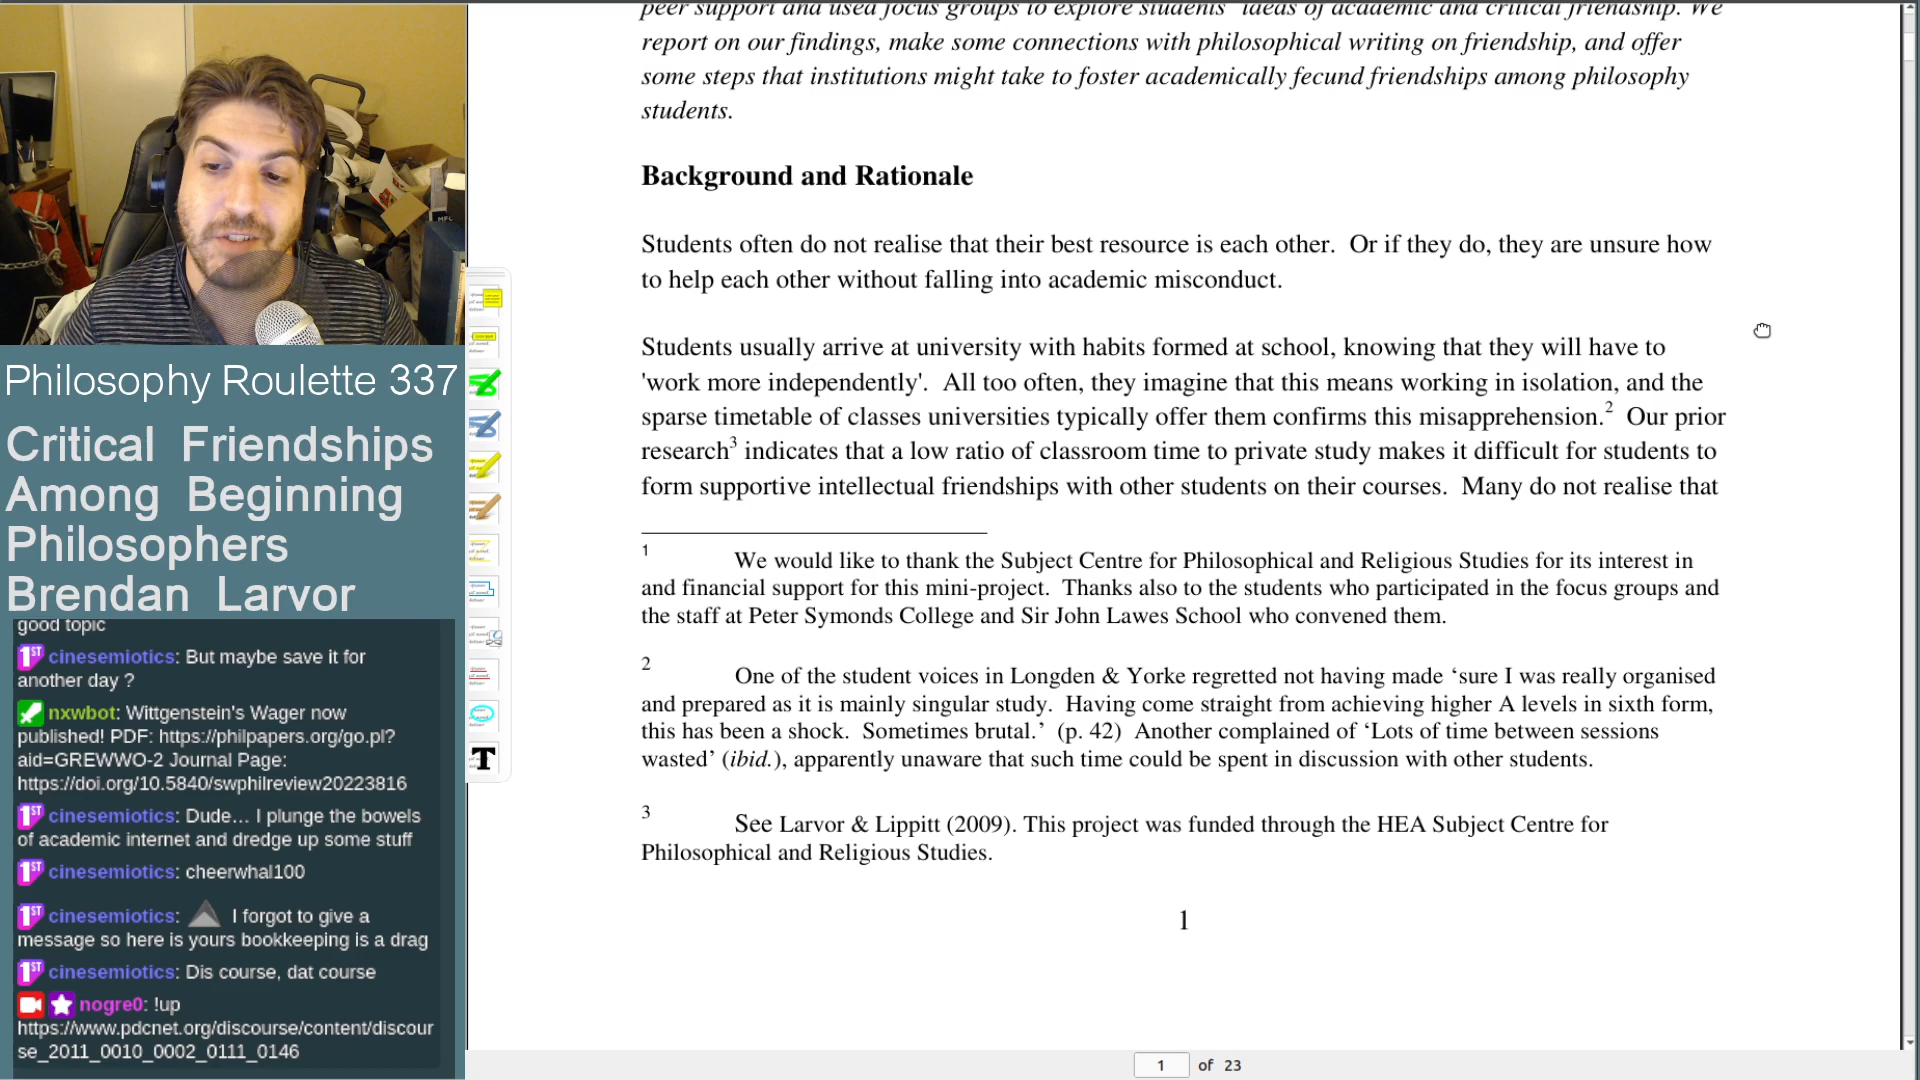 peer support and used focus groups to explore students' ideas of academic and critical friendship. We
report on our findings, make some connections with philosophical writing on friendship, and offer
some steps that institutions might take to foster academically fecund friendships among philosophy
students.
Background and Rationale
Students often do not realise that their best resource is each other. Or if they do, they are unsure how
to help each other without falling into academic misconduct.
Students usually arrive at university with habits formed at school, knowing that they will have to
'work more independently'. All too often, they imagine that this means working in isolation, and the
sparse timetable of classes universities typically offer them confirms this misapprehension.2 Our prior
research3 indicates that a low ratio of classroom time to private study makes it difficult for students to
form supportive intellectual friendships with other students on their courses. Many do not realise that
1 We would like to thank the Subject Centre for Philosophical and Religious Studies for its interest in
and financial support for this mini-project. Thanks also to the students who participated in the focus groups and
the staff at Peter Symonds College and Sir John Lawes School who convened them.
2 One of the student voices in Longden & Yorke regretted not having made ‘sure I was really organised
and prepared as it is mainly singular study. Having come straight from achieving higher A levels in sixth form,
this has been a shock. Sometimes brutal.’ (p. 42) Another complained of ‘Lots of time between sessions
wasted’ (ibid.), apparently unaware that such time could be spent in discussion with other students.
3 See Larvor & Lippitt (2009). This project was funded through the HEA Subject Centre for
Philosophical and Religious Studies.
1
1 of 23
Philosophy Roulette 337
Critical Friendships
Among Beginning
Philosophers
Brendan Larvor
good topic
1ST cinesemiotics: But maybe save it for
another day ?
nxwbot: Wittgenstein's Wager now
published! PDF: https://philpapers.org/go.pl?
aid=GREWWO-2 Journal Page:
https://doi.org/10.5840/swphilreview20223816
1ST cinesemiotics: Dude… I plunge the bowels
of academic internet and dredge up some stuff
1ST cinesemiotics: cheerwhal100
1ST cinesemiotics: I forgot to give a
message so here is yours bookkeeping is a drag
1ST cinesemiotics: Dis course, dat course
nogre0: !up
https://www.pdcnet.org/discourse/content/discour
se_2011_0010_0002_0111_0146
T